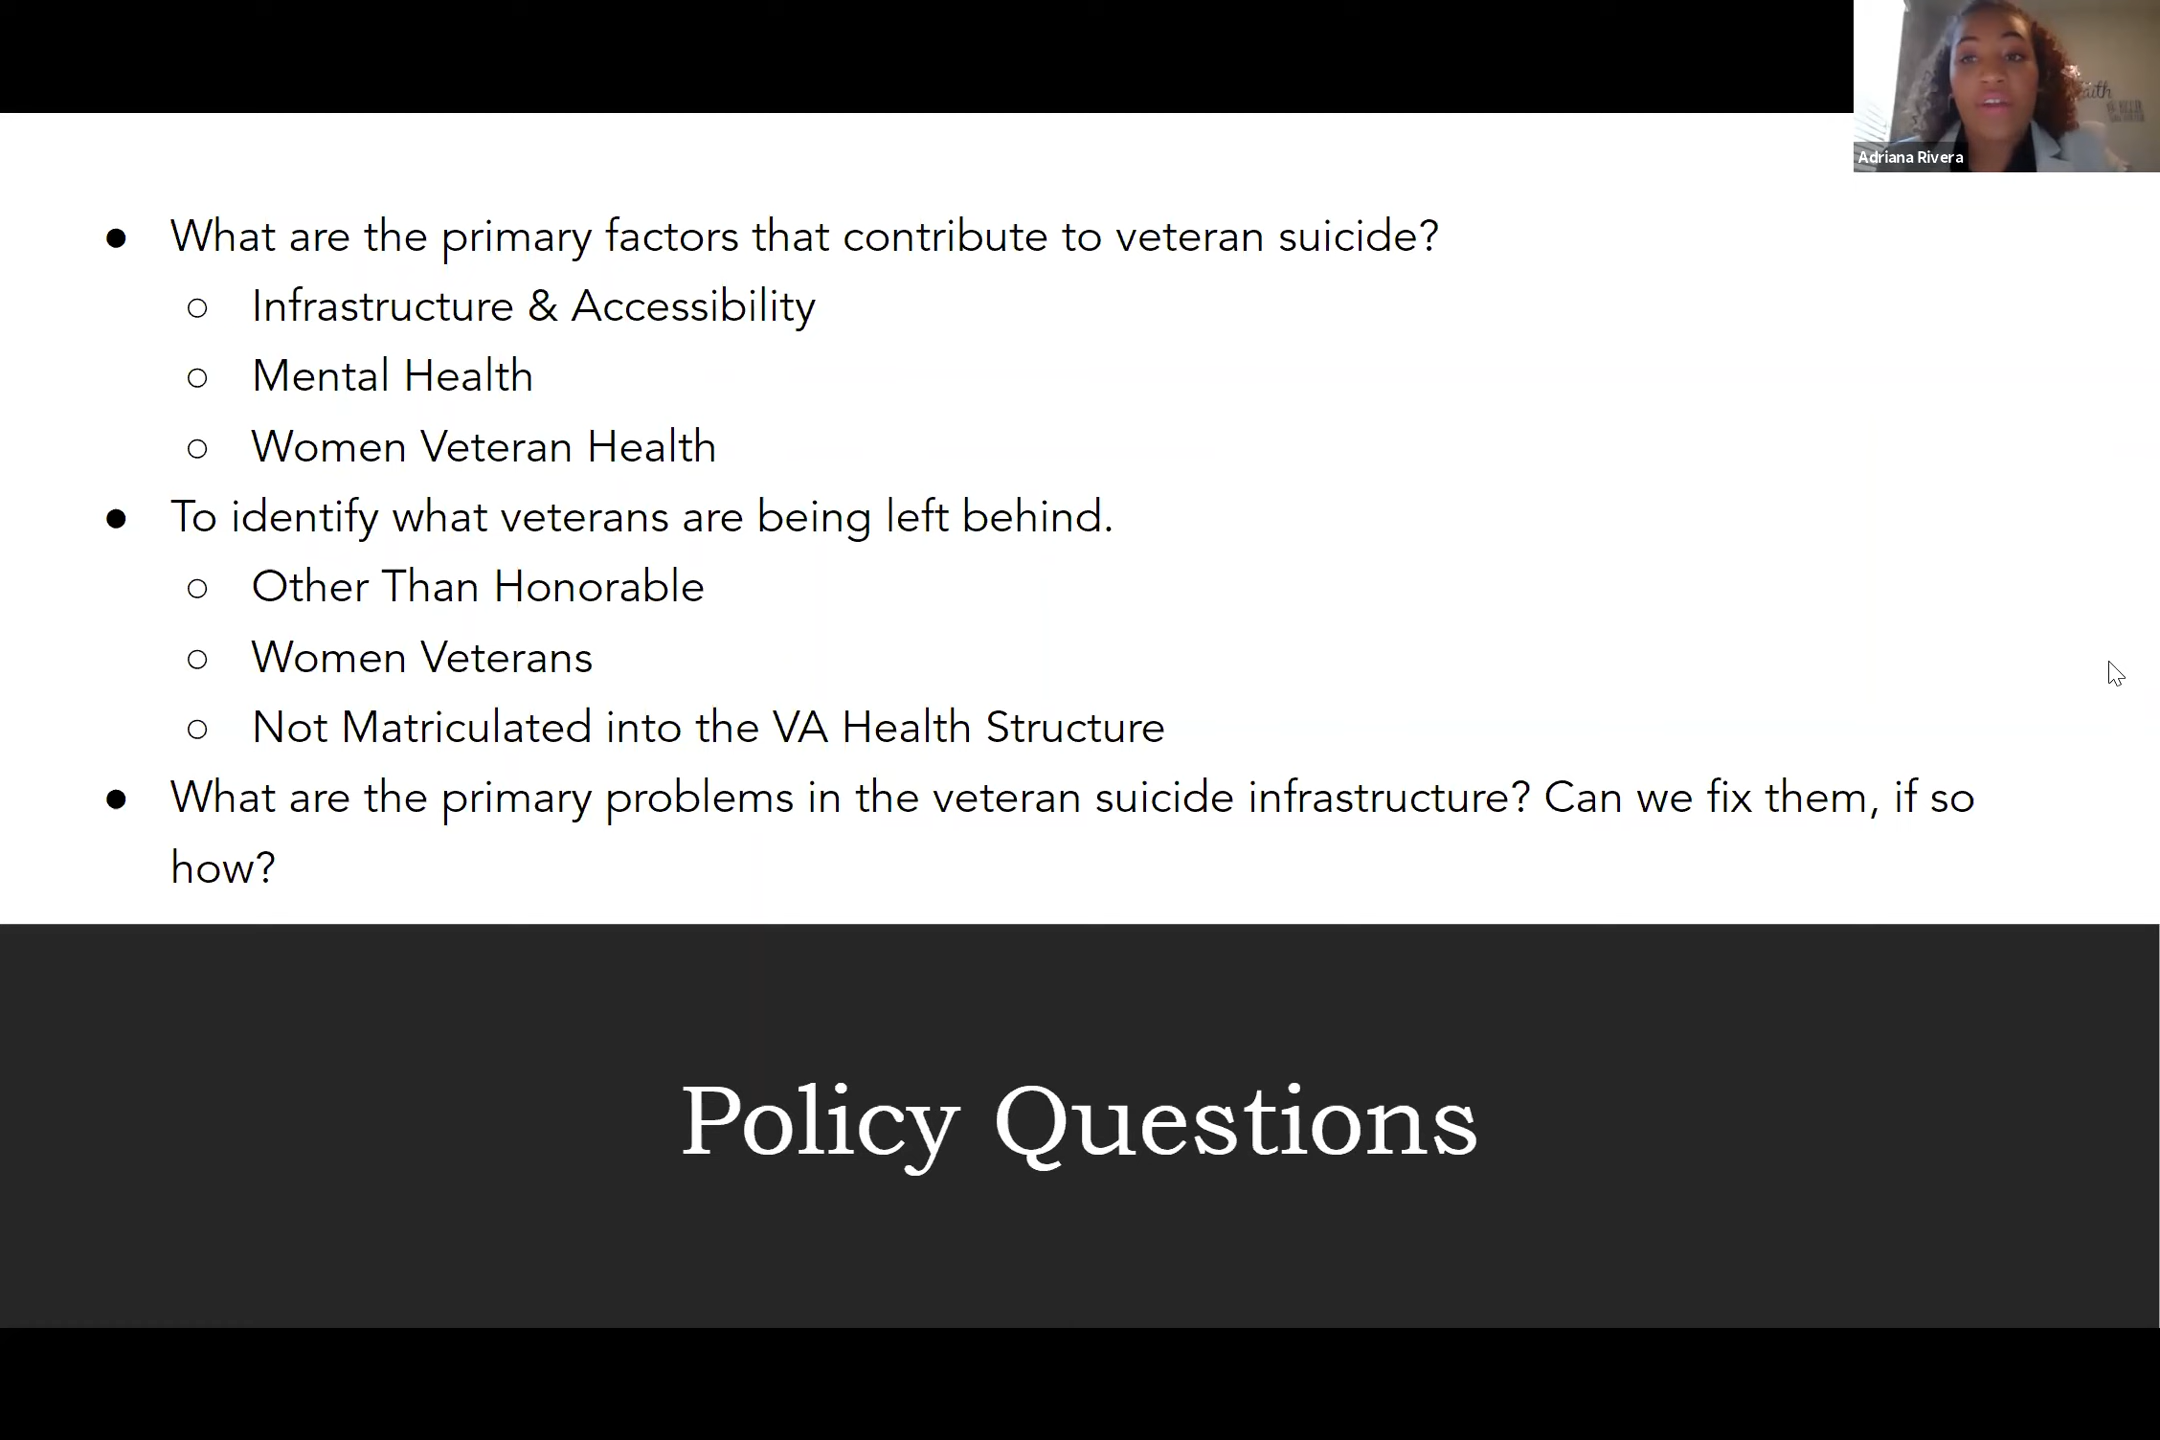 Adriana Rivera
● What are the primary factors that contribute to veteran suicide?
○ Infrastructure & Accessibility
○ Mental Health
○ Women Veteran Health
● To identify what veterans are being left behind.
○ Other Than Honorable
○ Women Veterans
○ Not Matriculated into the VA Health Structure
● What are the primary problems in the veteran suicide infrastructure? Can we fix them, if so
how?
Policy Questions